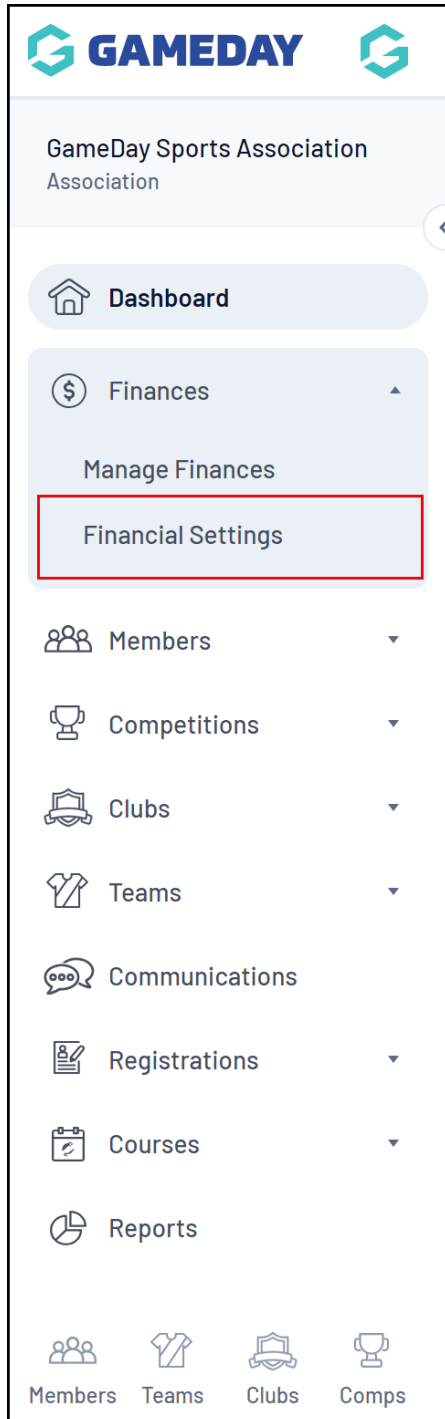 GAMEDAY
GameDay Sports Association
Association
Dashboard
Finances
Manage Finances
Financial Settings
Members
Competitions
Clubs
Teams
Communications
Registrations
Courses
Reports
Members Teams Clubs Comps